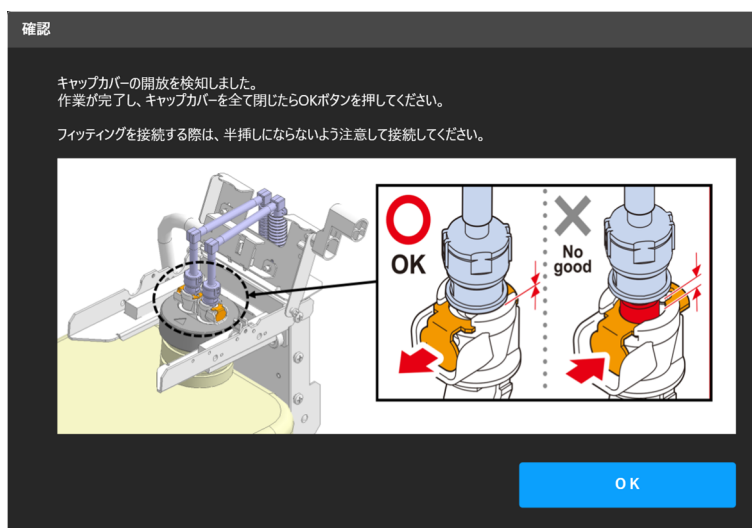 確認
キャップカバーの開放を検知しました。
作業が完了し、キャップカバーを全て閉じたらOKボタンを押してください。
フィッティングを接続する際は、半挿しにならないよう注意して接続してください。
OK
No
good
OK